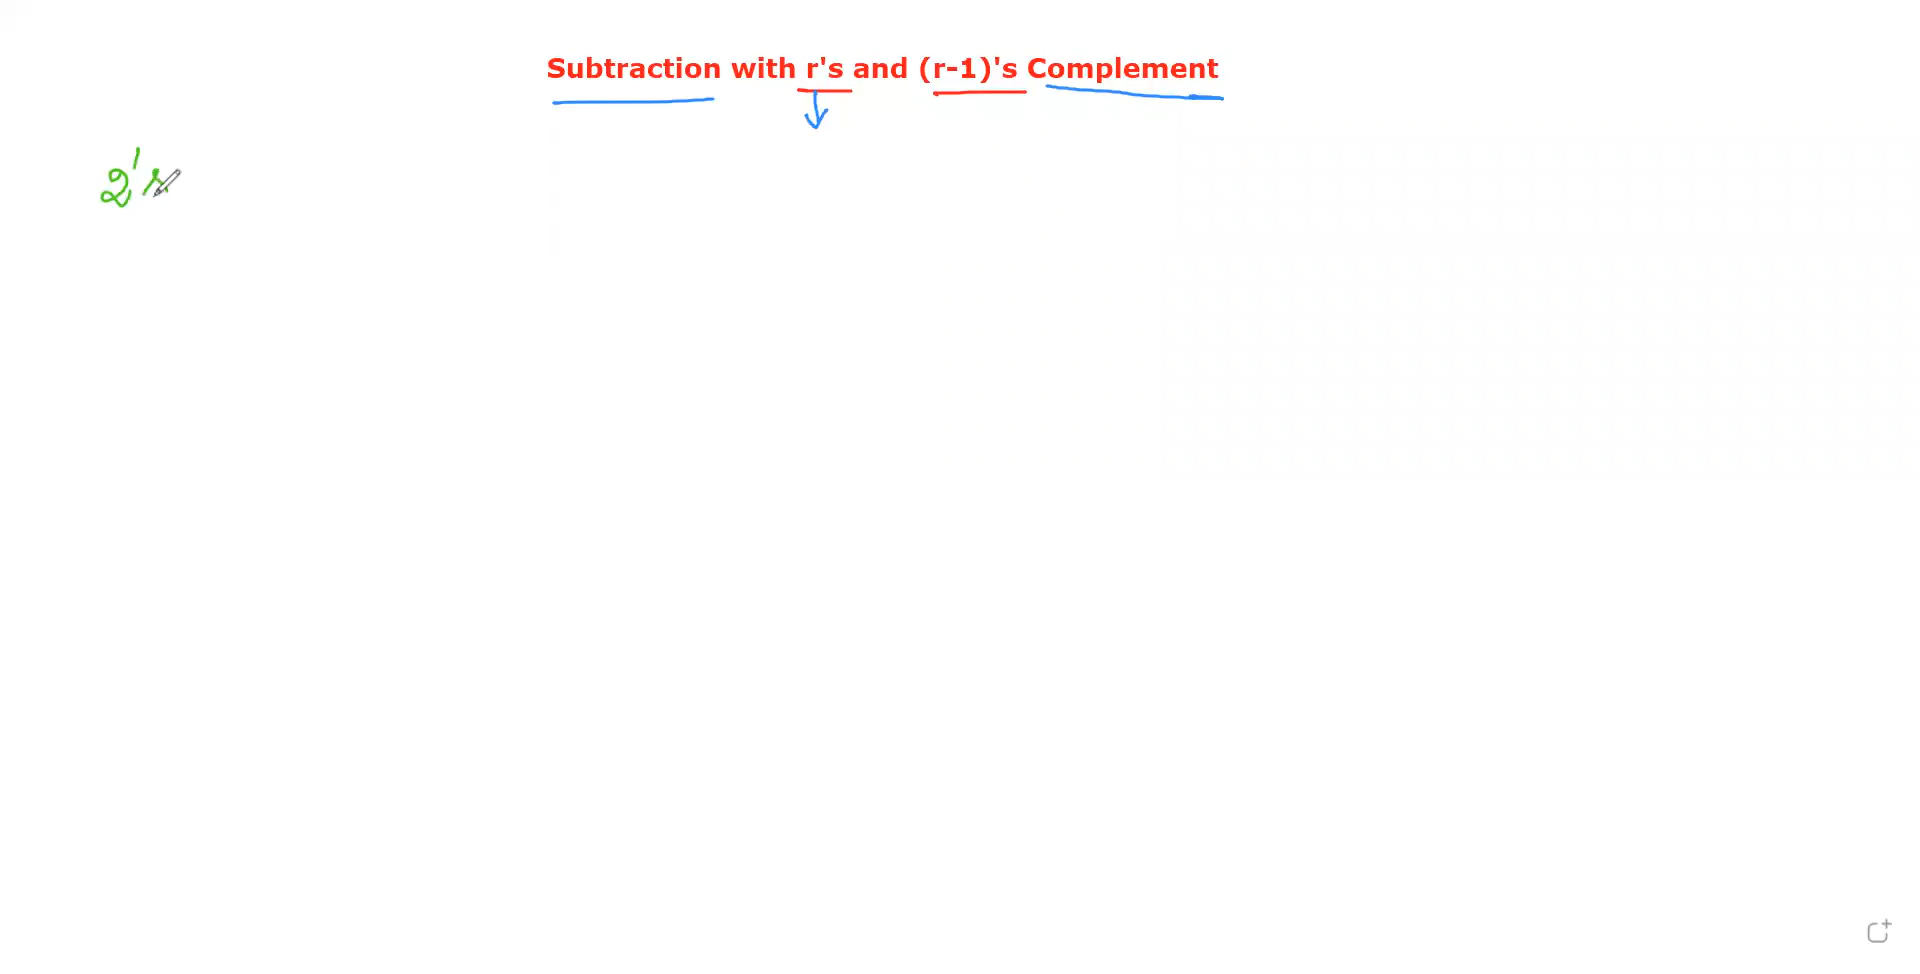 Subtraction with r's and (r-1)'s Complement
2's